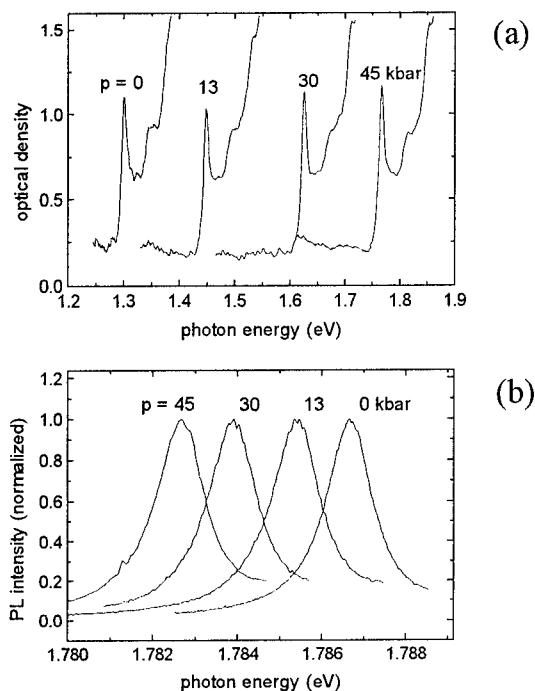 (a)
p = 0 13 30 45 kbar
1.5
1.0
0.5
0.0
optical density
1.2 1.3 1.4 1.5 1.6 1.7 1.8 1.9
photon energy (eV)
(b)
p = 45 30 13 0 kbar
1.2
1.0
0.8
0.6
0.4
0.2
0.0
PL intensity (normalized)
1.780 1.782 1.784 1.786 1.788
photon energy (eV)